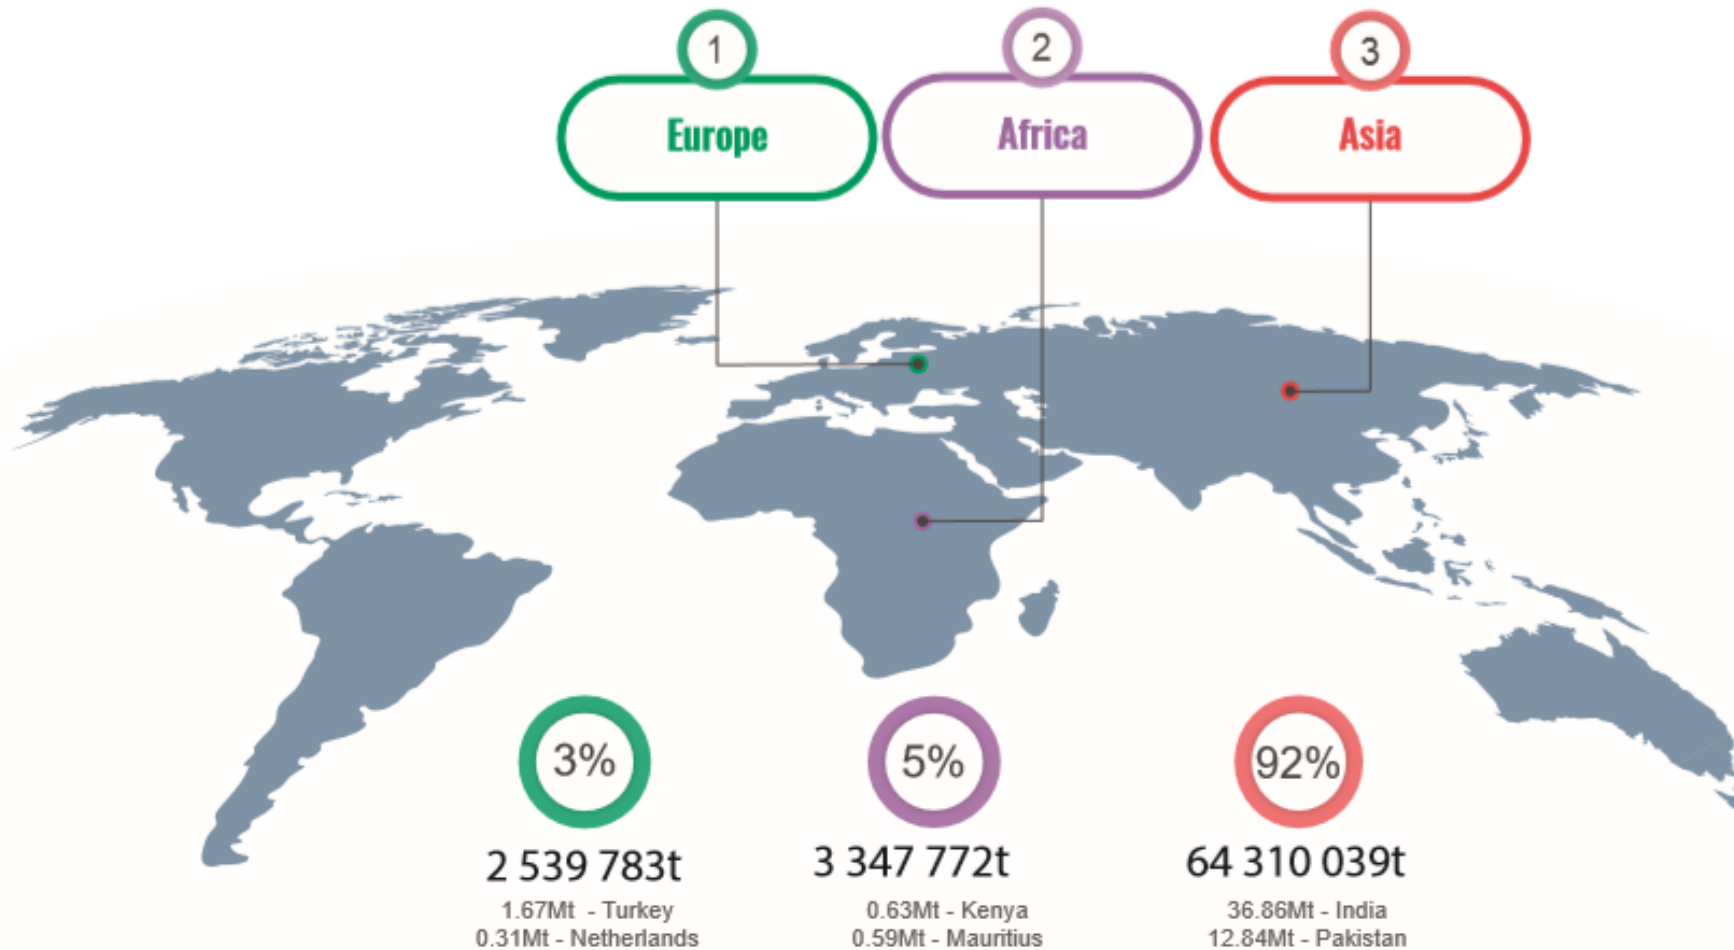 1
2
3
Europe
Africa
Asia
3%
5%
92%
2 539 783t
3 347 772t
64 310 039t
1.67Mt - Turkey
0.31Mt - Netherlands
0.63Mt - Kenya
0.59Mt - Mauritius
36.86Mt - India
12.84Mt - Pakistan